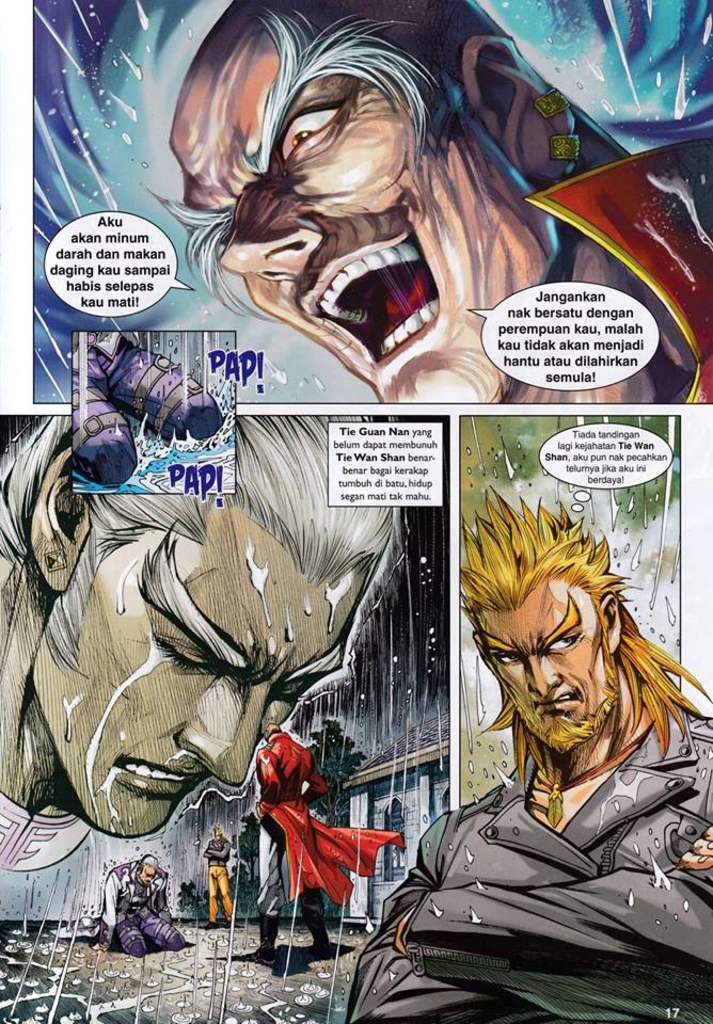 Aku
akan minum
darah dan makan
daging kau sampai
habis selepas
kau mati!
Jangankan
nak bersatu dengan
perempuan kau, malah
kau tidak akan menjadi
hantu atau dilahirkan
semula!
PAP!
PAP!
Tie Guan Nan yang
belum dapat membunuh
Tie Wan Shan benar-
benar bagai kerakap
tumbuh di batu, hidup
segan mati tak mahu.
Tiada tandingan
lagi kejahatan Tie Wan
Shan, aku pun nak pecahkan
telurnya jika aku ini
berdaya!
17